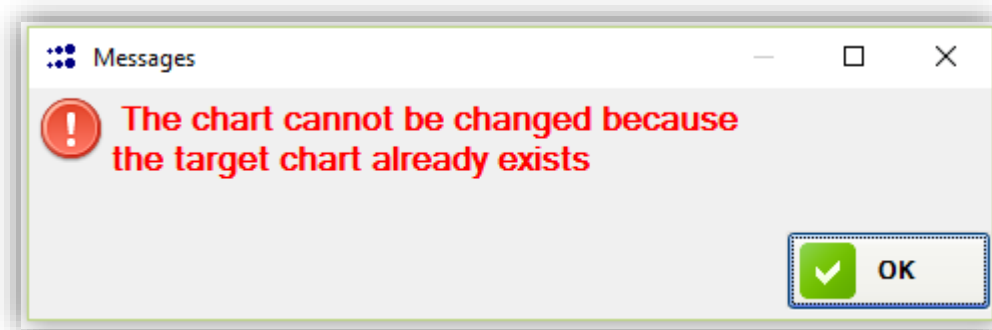 Messages
The chart cannot be changed because
the target chart already exists
OK